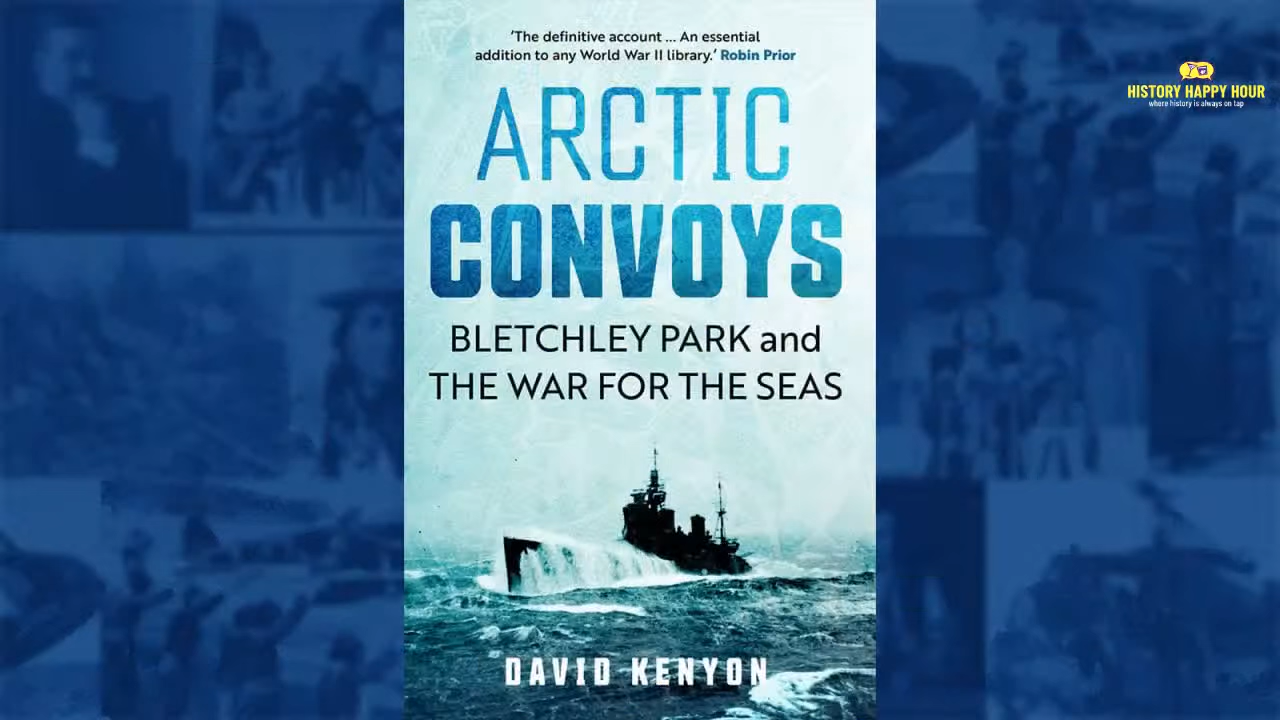 'The definitive account ... An essential
addition to any World War II library.' Robin Prior
ARCTIC
CONVOYS
BLETCHLEY PARK and
THE WAR FOR THE SEAS
DAVID KENYON
HISTORY HAPPY HOUR
where history is always on tap